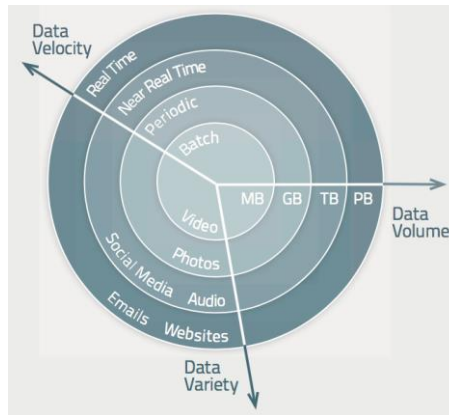 Data
Velocity
Real Time
Near Real Time
Periodic
Batch
MB GB TB PB
Data
Volume
Video
Photos
Social Media Audio
Emails Websites
Data
Variety